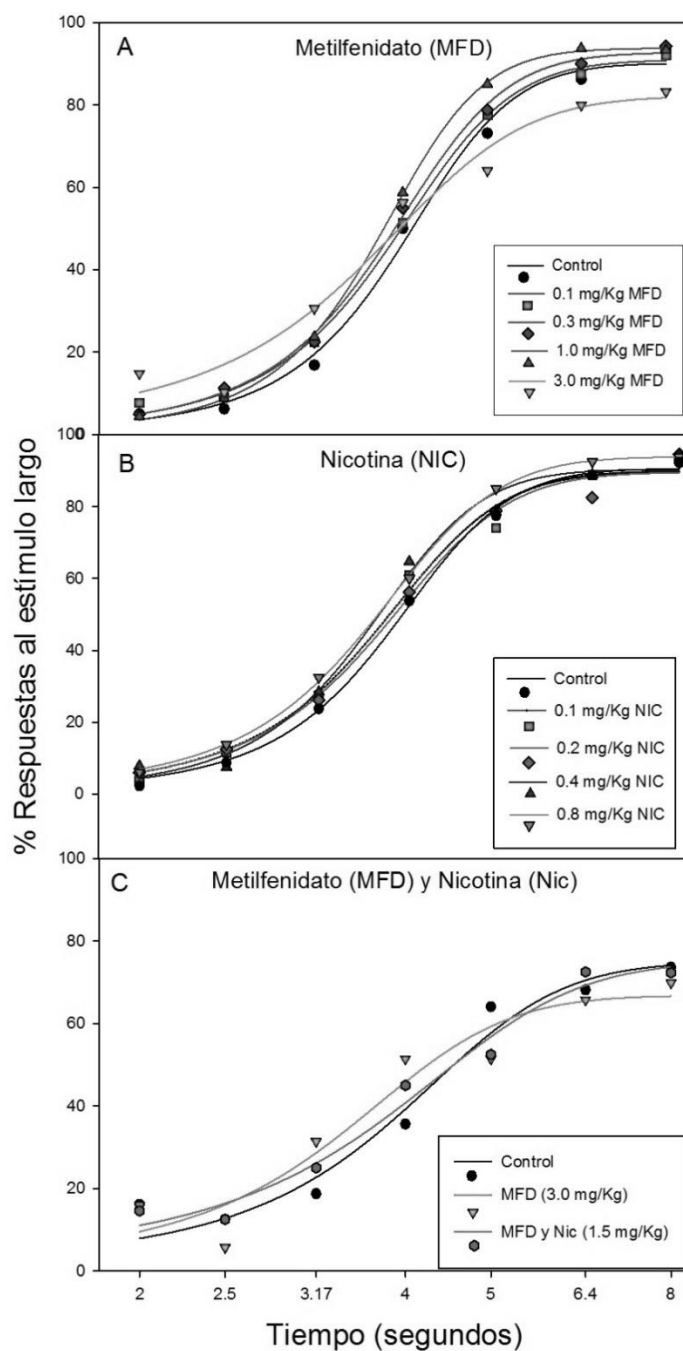 % Respuestas al estímulo largo
100
A
Metilfenidato (MFD)
80
60
40
20
0
Control
0.1 mg/Kg MFD
0.3 mg/Kg MFD
1.0 mg/Kg MFD
3.0 mg/Kg MFD
100
B
Nicotina (NIC)
80
60
40
20
0
Control
0.1 mg/Kg NIC
0.2 mg/Kg NIC
0.4 mg/Kg NIC
0.8 mg/Kg NIC
100
C
Metilfenidato (MFD) y Nicotina (Nic)
80
60
40
20
0
Control
MFD (3.0 mg/Kg)
MFD y Nic (1.5 mg/Kg)
2 2.5 3.17 4 5 6.4 8
Tiempo (segundos)